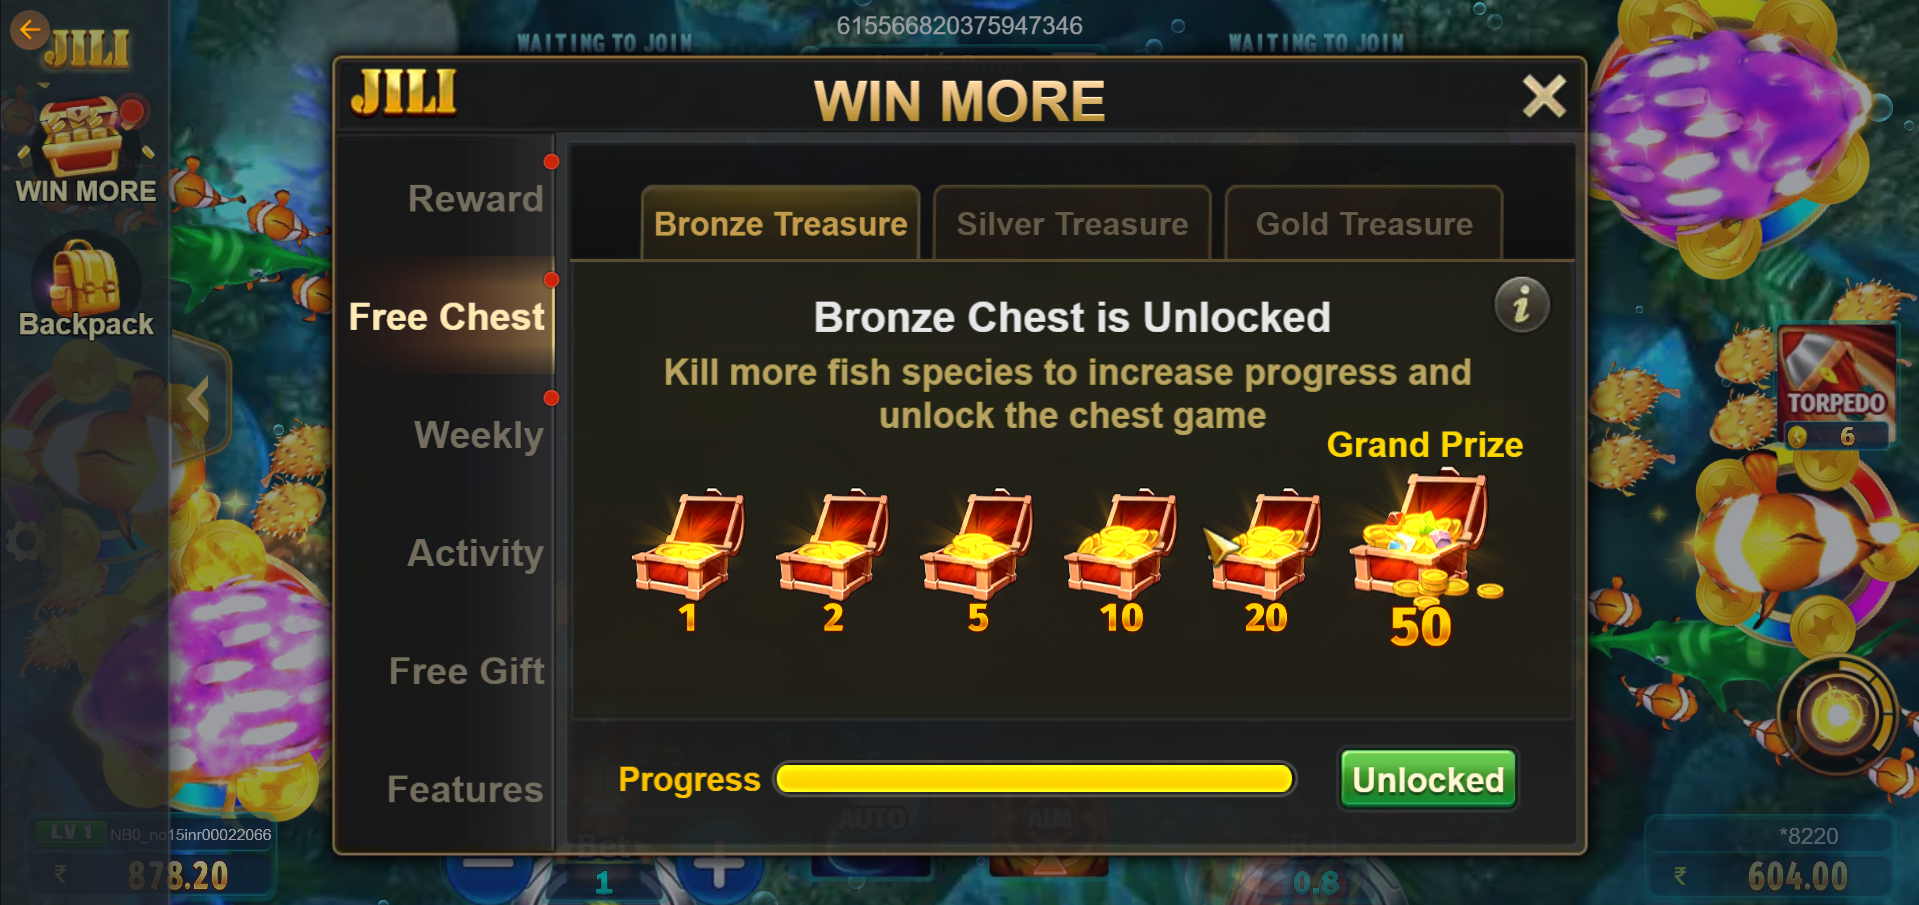 615566820375947346
WAITING TO JOIN
WAITING TO JOIN
JILI
JILI
WIN MORE
WIN MORE
Backpack
Reward
Free Chest
Weekly
Activity
Free Gift
Features
Bronze Treasure
Silver Treasure
Gold Treasure
Bronze Chest is Unlocked
i
Kill more fish species to increase progress and
unlock the chest game
Grand Prize
1
2
5
10
20
50
TORPEDO
6
Progress
Unlocked
AUTO
AIM
LV 1
NB0_no15inr00022066
₹ 878.20
Bet
1
0.8
*8220
₹ 604.00